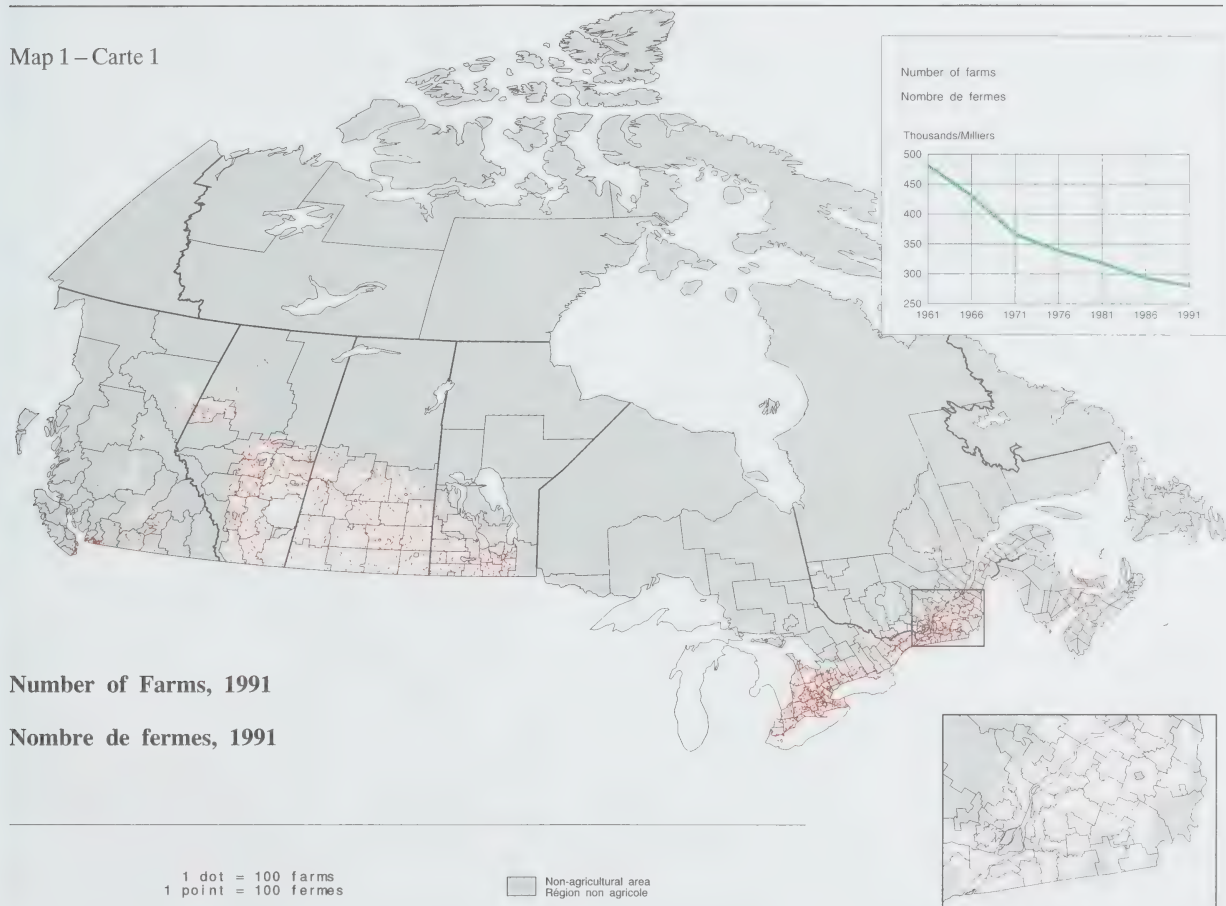 Map 1 – Carte 1
Number of farms
Nombre de fermes
Thousands/Milliers
500
450
400
350
300
250
1961 1966 1971 1976 1981 1986 1991
Number of Farms, 1991
Nombre de fermes, 1991
1 dot = 100 farms
1 point = 100 fermes
Non-agricultural area
Région non agricole